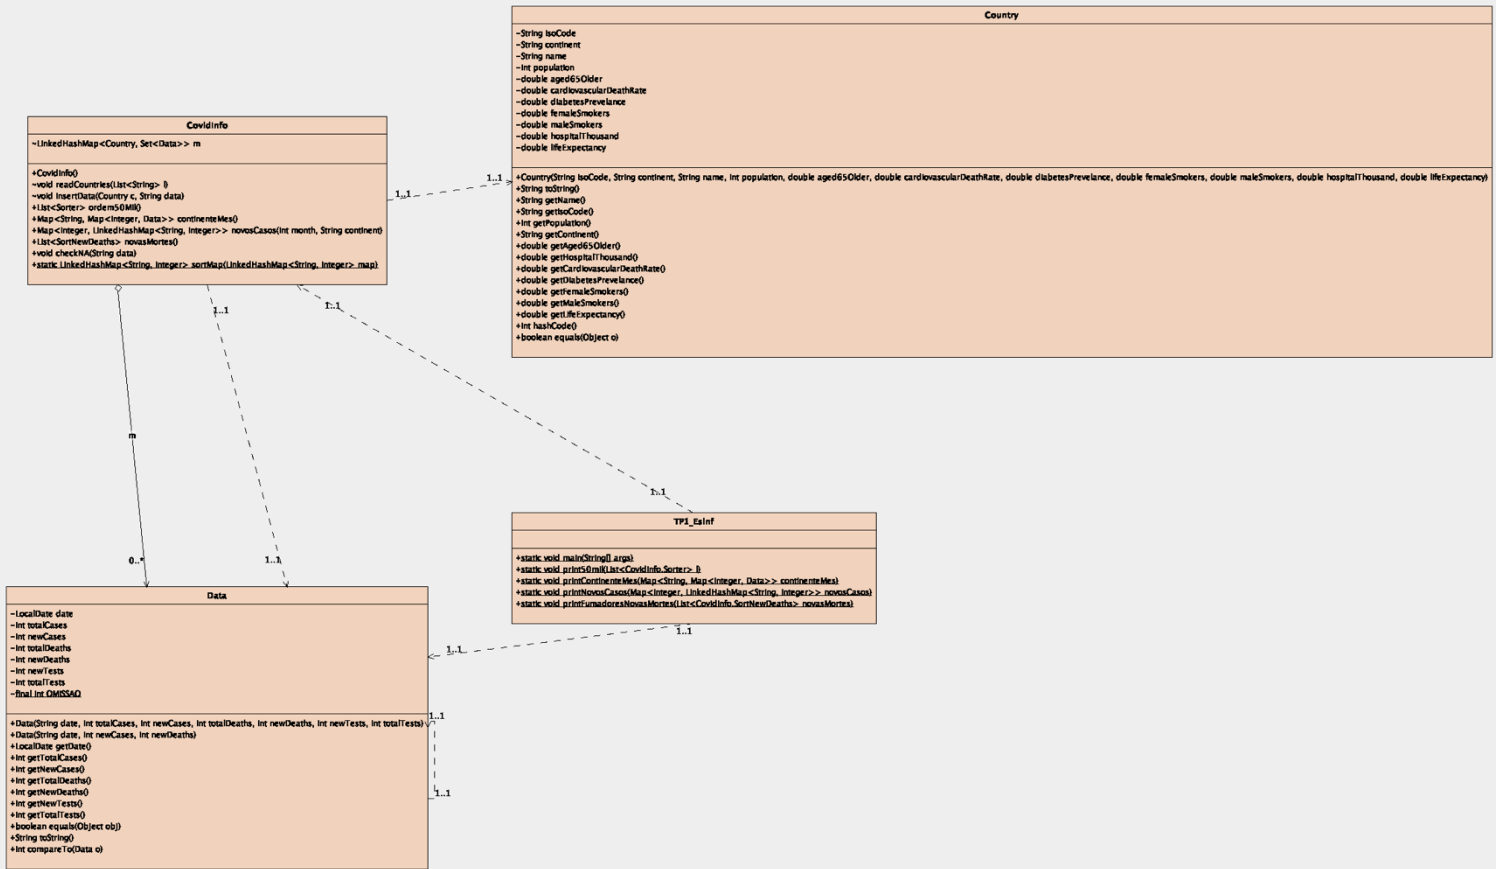 Country
-String isoCode
-String continent
-String name
-int population
-double aged65Older
-double cardiovascularDeathRate
-double diabetesPrevelance
-double femaleSmokers
-double maleSmokers
-double hospitalThousand
-double lifeExpectancy
+Country(String isoCode, String continent, String name, int population, double aged65Older, double cardiovascularDeathRate, double diabetesPrevelance, double femaleSmokers, double maleSmokers, double hospitalThousand, double lifeExpectancy)
+String toString()
+String getName()
+String getIsoCode()
+int getPopulation()
+String getContinent()
+double getAged65Older()
+double getHospitalThousand()
+double getCardiovascularDeathRate()
+double getDiabetesPrevelance()
+double getFemaleSmokers()
+double getMaleSmokers()
+double getLifeExpectancy()
+int hashCode()
+boolean equals(Object o)
CovidInfo
~LinkedHashMap<Country, Set<Data>> m
+CovidInfo()
~void readCountries(List<String> l)
~void insertData(Country c, String data)
+List<Sorter> ordem50Mil()
+Map<String, Map<Integer, Data>> continenteMes()
+Map<Integer, LinkedHashMap<String, Integer>> novosCasos(int month, String continent)
+List<SortNewDeaths> novasMortes()
+void checkNA(String data)
+static LinkedHashMap<String, Integer> sortMap(LinkedHashMap<String, Integer> map)
1..1
1..1
1..1
1..1
m
1..1
0..*
1..1
TP1_EsInf
+static void main(String[] args)
+static void print50mil(List<CovidInfo.Sorter> l)
+static void printContinenteMes(Map<String, Map<Integer, Data>> continenteMes)
+static void printNovosCasos(Map<Integer, LinkedHashMap<String, Integer>> novosCasos)
+static void printFumadoresNovasMortes(List<CovidInfo.SortNewDeaths> novasMortes)
1..1
1..1
Data
-LocalDate date
-int totalCases
-int newCases
-int totalDeaths
-int newDeaths
-int newTests
-int totalTests
-final int OMISSAO
+Data(String date, int totalCases, int newCases, int totalDeaths, int newDeaths, int newTests, int totalTests)
+Data(String date, int newCases, int newDeaths)
+LocalDate getDate()
+int getTotalCases()
+int getNewCases()
+int getTotalDeaths()
+int getNewDeaths()
+int getNewTests()
+int getTotalTests()
+boolean equals(Object obj)
+String toString()
+int compareTo(Data o)
1..1
1..1